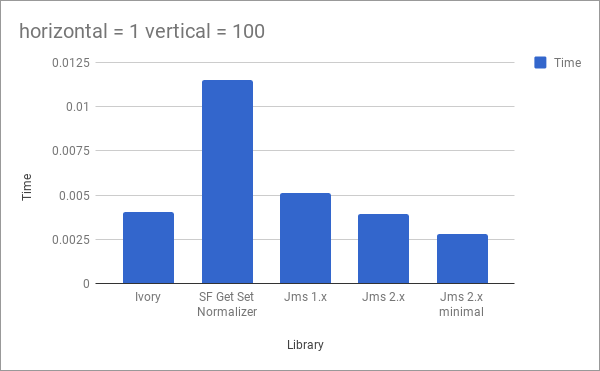 horizontal = 1 vertical = 100
Time
0.0125
0.01
0.0075
0.005
0.0025
0
Time
Ivory
SF Get Set
Normalizer
Jms 1.x
Jms 2.x
Jms 2.x
minimal
Library